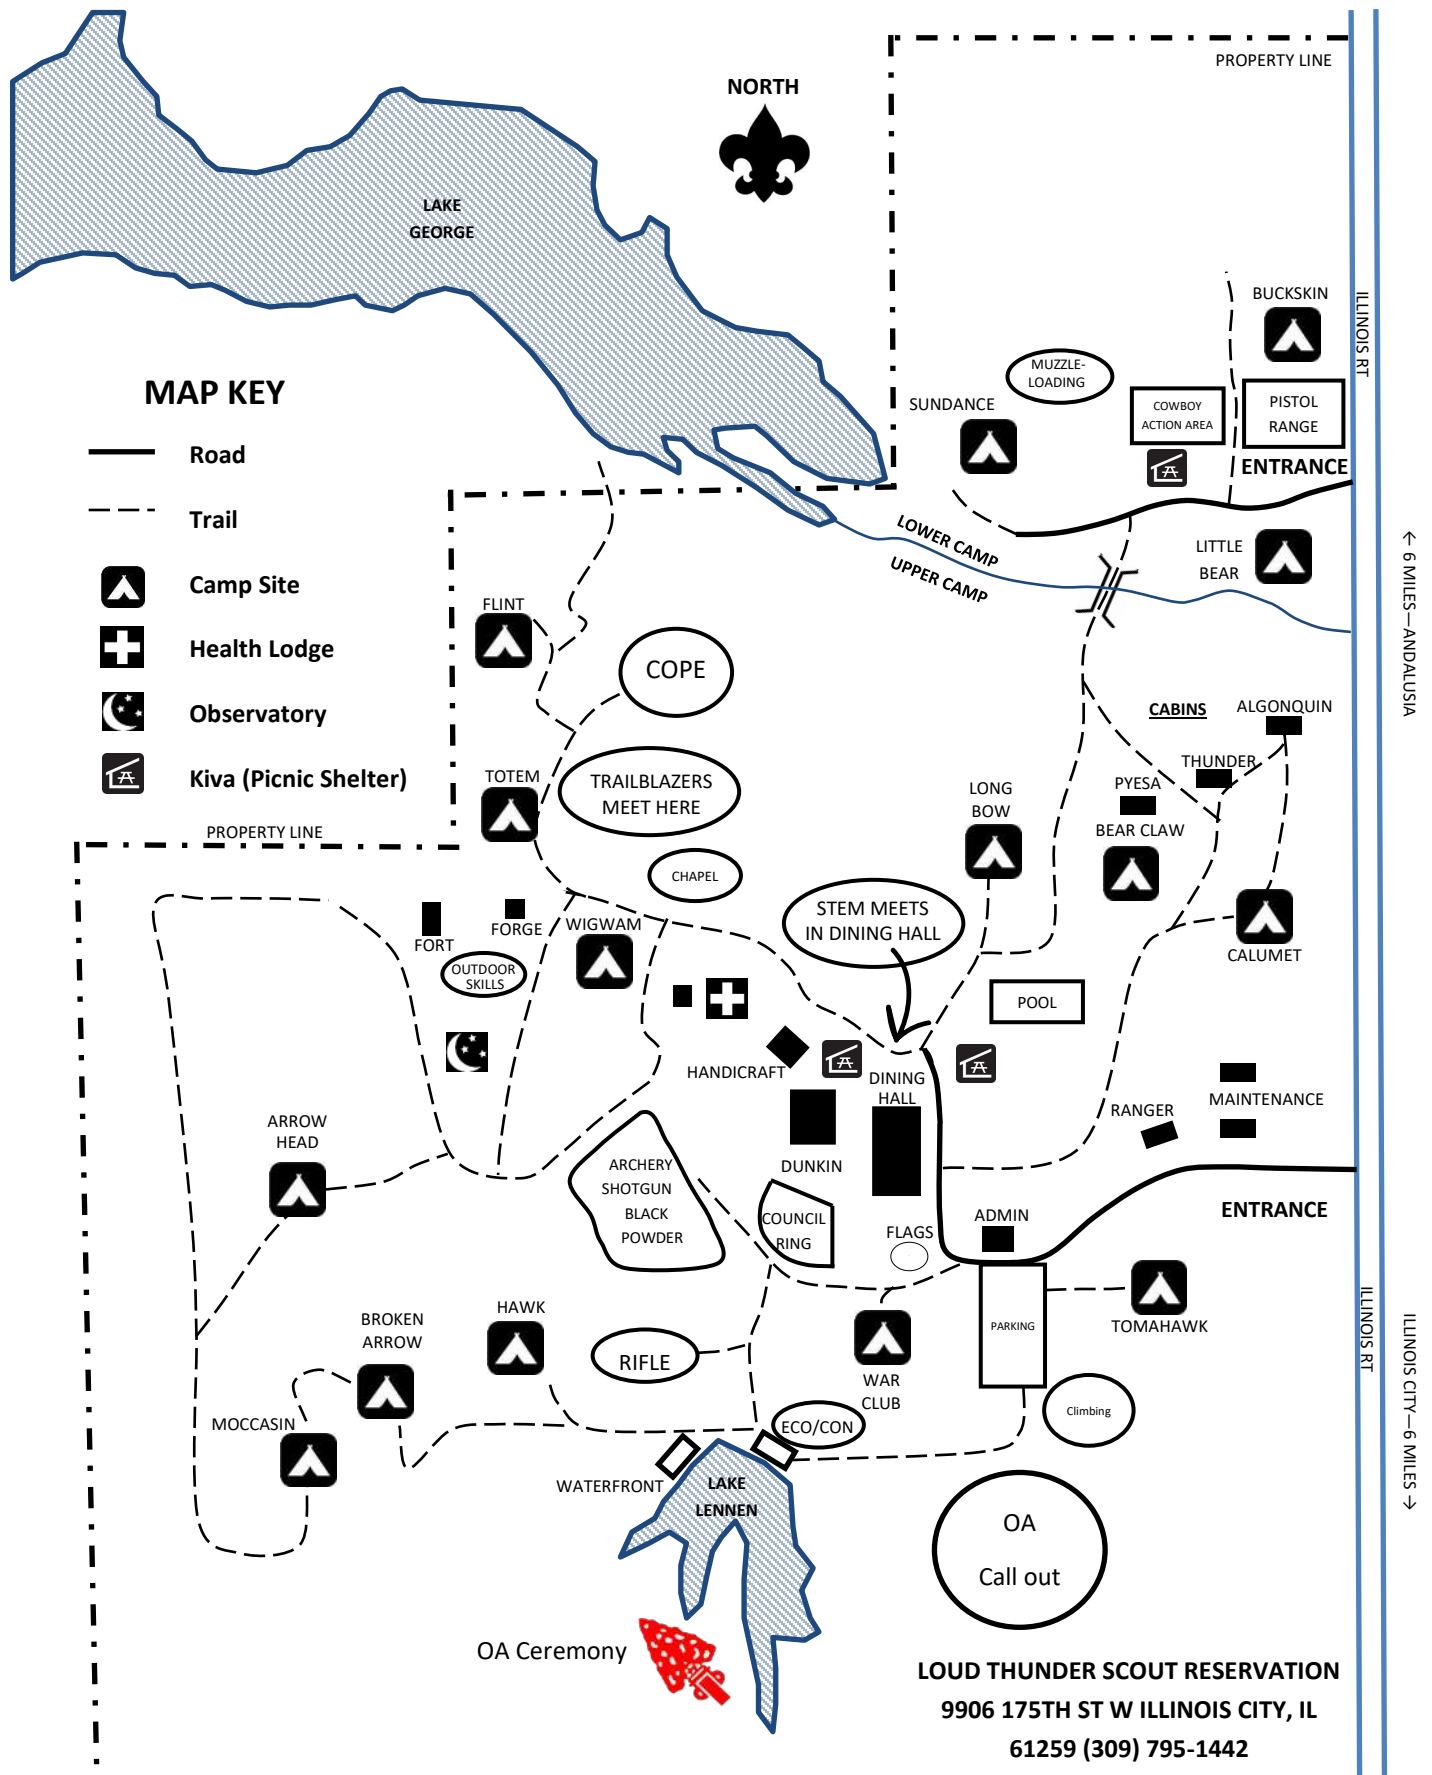 PROPERTY LINE
NORTH
LAKE
GEORGE
BUCKSKIN
ILLINOIS RT
MUZZLE-
LOADING
MAP KEY
SUNDANCE
COWBOY
ACTION AREA
PISTOL
RANGE
Road
ENTRANCE
Trail
LOWER CAMP
UPPER CAMP
LITTLE
BEAR
← 6 MILES—ANDALUSIA
Camp Site
FLINT
Health Lodge
COPE
Observatory
CABINS
ALGONQUIN
Kiva (Picnic Shelter)
TOTEM
TRAILBLAZERS
MEET HERE
THUNDER
PYESA
LONG
BOW
PROPERTY LINE
BEAR CLAW
CHAPEL
STEM MEETS
IN DINING HALL
FORT
FORGE
WIGWAM
CALUMET
OUTDOOR
SKILLS
POOL
HANDICRAFT
DINING
HALL
MAINTENANCE
RANGER
ARROW
HEAD
DUNKIN
ARCHERY
SHOTGUN
BLACK
POWDER
COUNCIL
RING
FLAGS
ADMIN
ENTRANCE
ILLINOIS RT
ILLINOIS CITY—6 MILES →
HAWK
BROKEN
ARROW
RIFLE
PARKING
TOMAHAWK
WAR
CLUB
MOCCASIN
ECO/CON
Climbing
WATERFRONT
LAKE
LENNEN
OA
Call out
OA Ceremony
LOUD THUNDER SCOUT RESERVATION
9906 175TH ST W ILLINOIS CITY, IL
61259 (309) 795-1442